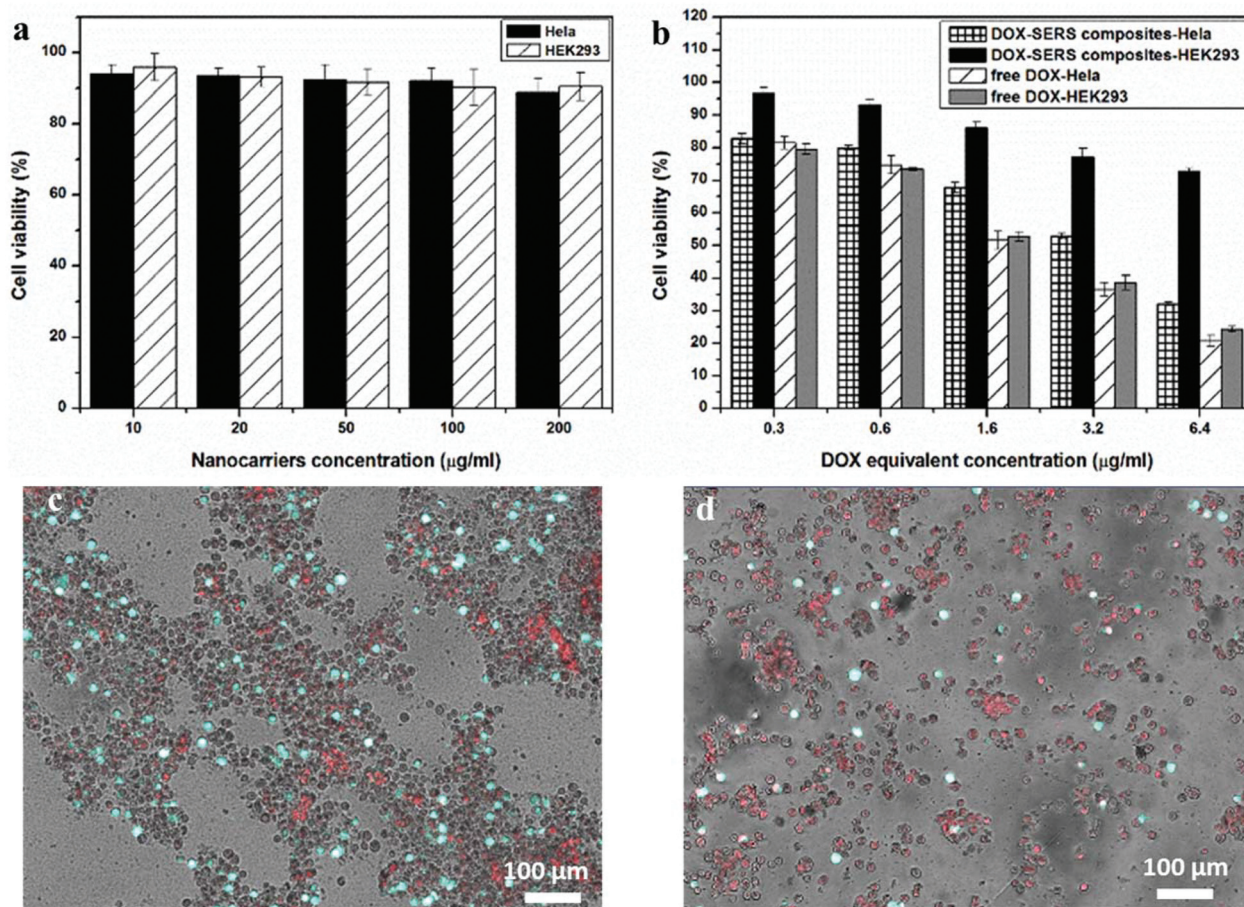 a
Hela
HEK293
100
80
60
40
20
0
Cell viability (%)
10 20 50 100 200
Nanocarriers concentration (µg/ml)
b
DOX-SERS composites-Hela
DOX-SERS composites-HEK293
free DOX-Hela
free DOX-HEK293
120
110
100
90
80
70
60
50
40
30
20
10
0
Cell viability (%)
0.3 0.6 1.6 3.2 6.4
DOX equivalent concentration (µg/ml)
c
100 µm
d
100 µm